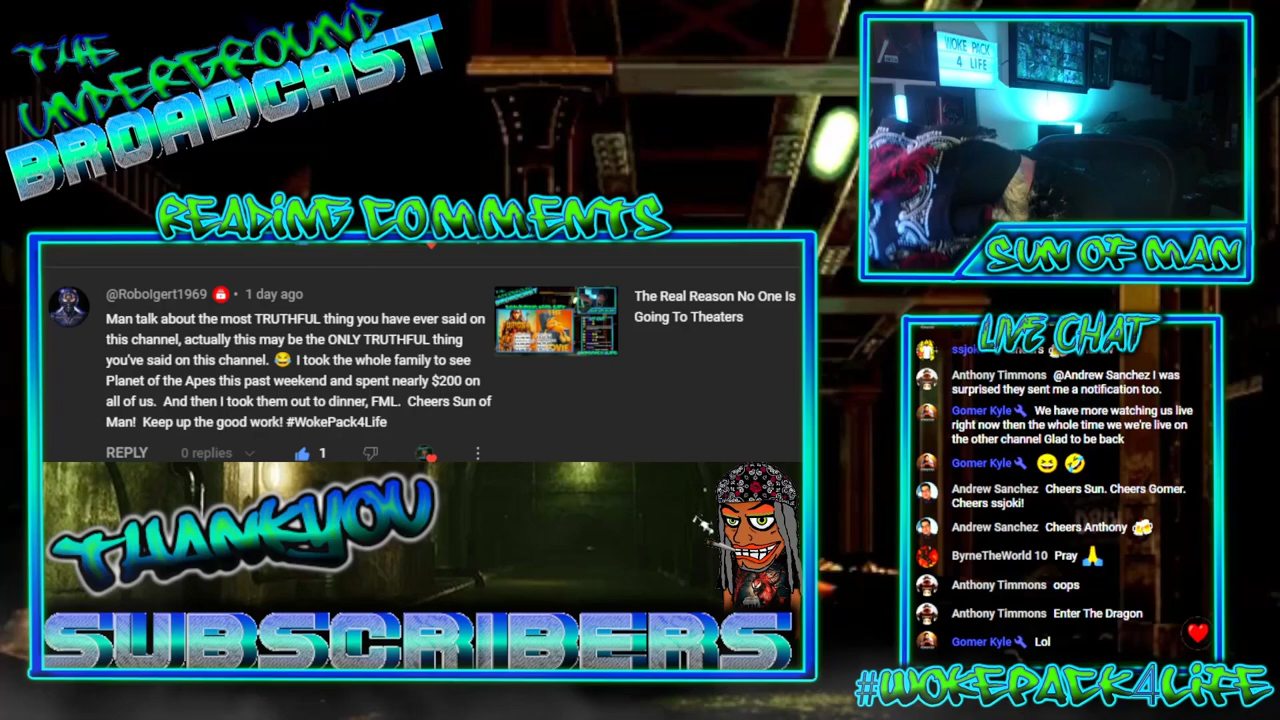 THE
UNDERGROUND
BROADCAST
READING COMMENTS
@RoboIgert1969 • 1 day ago
Man talk about the most TRUTHFUL thing you have ever said on
this channel, actually this may be the ONLY TRUTHFUL thing
you've said on this channel. 😂 I took the whole family to see
Planet of the Apes this past weekend and spent nearly $200 on
all of us. And then I took them out to dinner, FML. Cheers Sun of
Man! Keep up the good work! #WokePack4Life
REPLY 0 replies 1
The Real Reason No One Is
Going To Theaters
THANKYOU
SUBSCRIBERS
WOKE PACK
4 LIFE
SUN OF MAN
LIVE CHAT
ssjoki
Anthony Timmons @Andrew Sanchez I was
surprised they sent me a notification too.
Gomer Kyle We have more watching us live
right now then the whole time we we're live on
the other channel Glad to be back
Gomer Kyle 😆 🤣
Andrew Sanchez Cheers Sun. Cheers Gomer.
Cheers ssjoki!
Andrew Sanchez Cheers Anthony 🍻
ByrneTheWorld 10 Pray 🙏
Anthony Timmons oops
Anthony Timmons Enter The Dragon
Gomer Kyle Lol
#WOKEPACK4LIFE